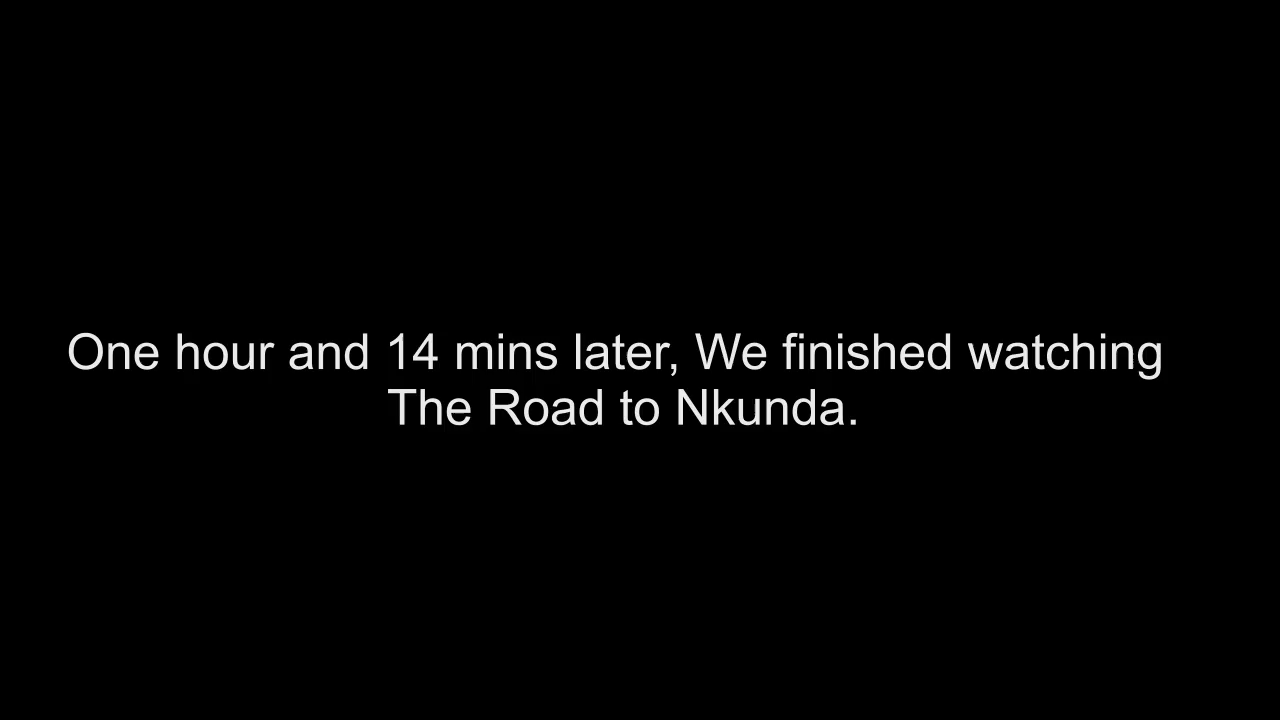 One hour and 14 mins later, We finished watching
The Road to Nkunda.